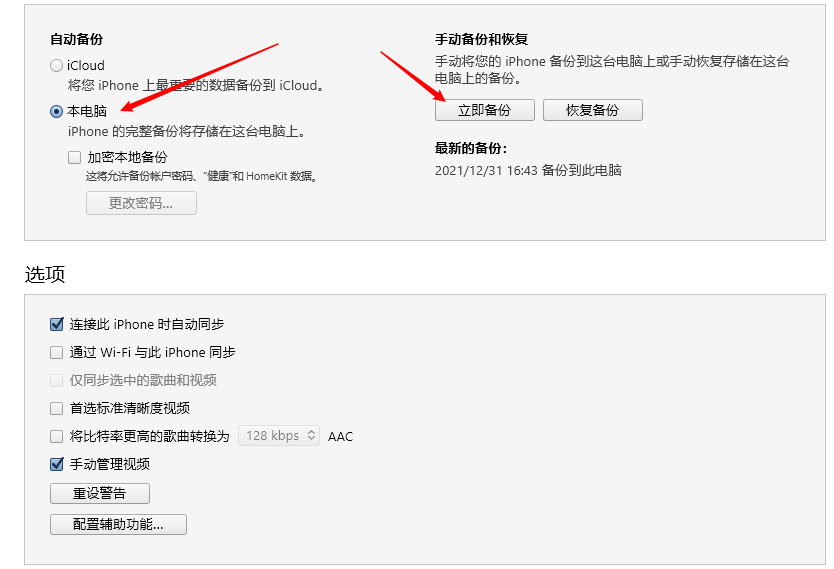 自动备份
iCloud
将您 iPhone 上最重要的数据备份到 iCloud。
本电脑
iPhone 的完整备份将存储在这台电脑上。
加密本地备份
这将允许备份帐户密码、“健康”和 HomeKit 数据。
更改密码...
手动备份和恢复
手动将您的 iPhone 备份到这台电脑上或手动恢复存储在这台
电脑上的备份。
立即备份
恢复备份
最新的备份：
2021/12/31 16:43 备份到此电脑
选项
连接此 iPhone 时自动同步
通过 Wi-Fi 与此 iPhone 同步
仅同步选中的歌曲和视频
首选标准清晰度视频
将比特率更高的歌曲转换为 128 kbps AAC
手动管理视频
重设警告
配置辅助功能...